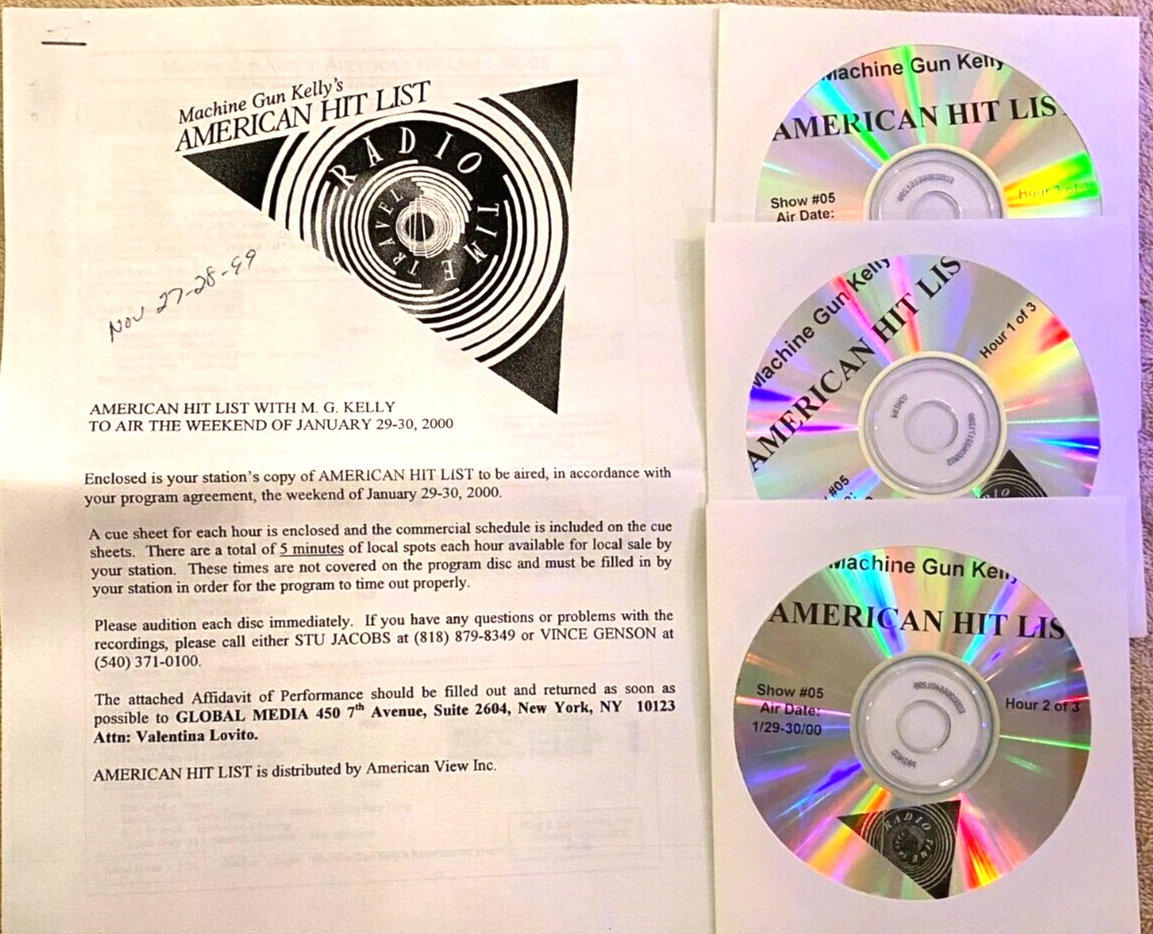 Machine Gun Kelly's
AMERICAN HIT LIST
RADIO TIME
TRAVEL
Nov 27-28-99
AMERICAN HIT LIST WITH M. G. KELLY
TO AIR THE WEEKEND OF JANUARY 29-30, 2000
Enclosed is your station's copy of AMERICAN HIT LIST to be aired, in accordance with
your program agreement, the weekend of January 29-30, 2000.
A cue sheet for each hour is enclosed and the commercial schedule is included on the cue
sheets. There are a total of 5 minutes of local spots each hour available for local sale by
your station. These times are not covered on the program disc and must be filled in by
your station in order for the program to time out properly.
Please audition each disc immediately. If you have any questions or problems with the
recordings, please call either STU JACOBS at (818) 879-8349 or VINCE GENSON at
(540) 371-0100.
The attached Affidavit of Performance should be filled out and returned as soon as
possible to GLOBAL MEDIA 450 7th Avenue, Suite 2604, New York, NY 10123
Attn: Valentina Lovito.
AMERICAN HIT LIST is distributed by American View Inc.
Machine Gun Kelly
AMERICAN HIT LIST
Show #05
Air Date:
Hour 3 of 3
Machine Gun Kelly
AMERICAN HIT LIS
Hour 1 of 3
#05
RADIO
Machine Gun Kelly
AMERICAN HIT LIS
Show #05
Air Date:
1/29-30/00
Hour 2 of 3
RADIO TIME